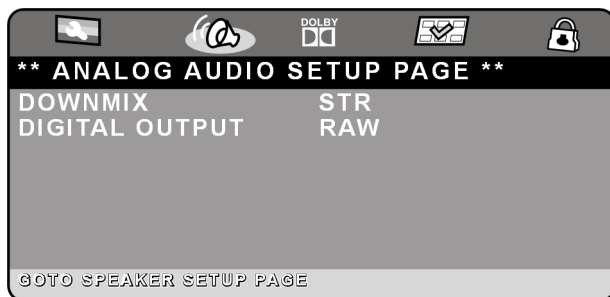 DOLBY
** ANALOG AUDIO SETUP PAGE **
DOWNMIX STR
DIGITAL OUTPUT RAW
GOTO SPEAKER SETUP PAGE